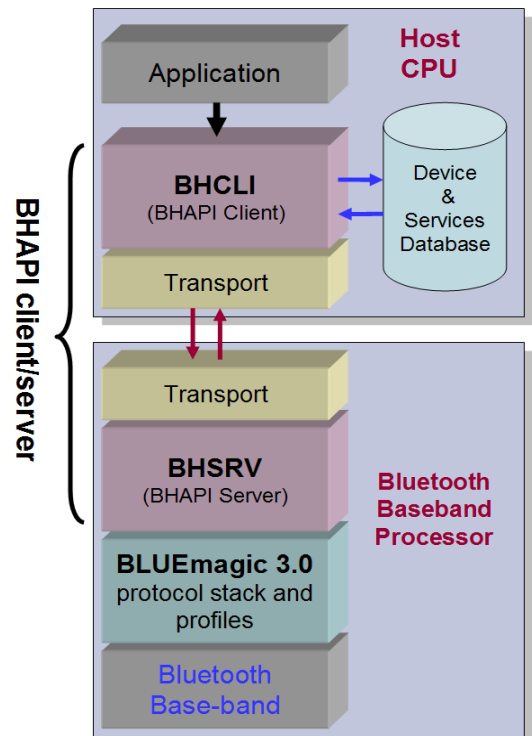 Host
CPU
Application
BHCLI
(BHAPI Client)
Device
&
Services
Database
Transport
BHAPI client/server
Transport
BHSRV
(BHAPI Server)
Bluetooth
Baseband
Processor
BLUEmagic 3.0
protocol stack and
profiles
Bluetooth
Base-band